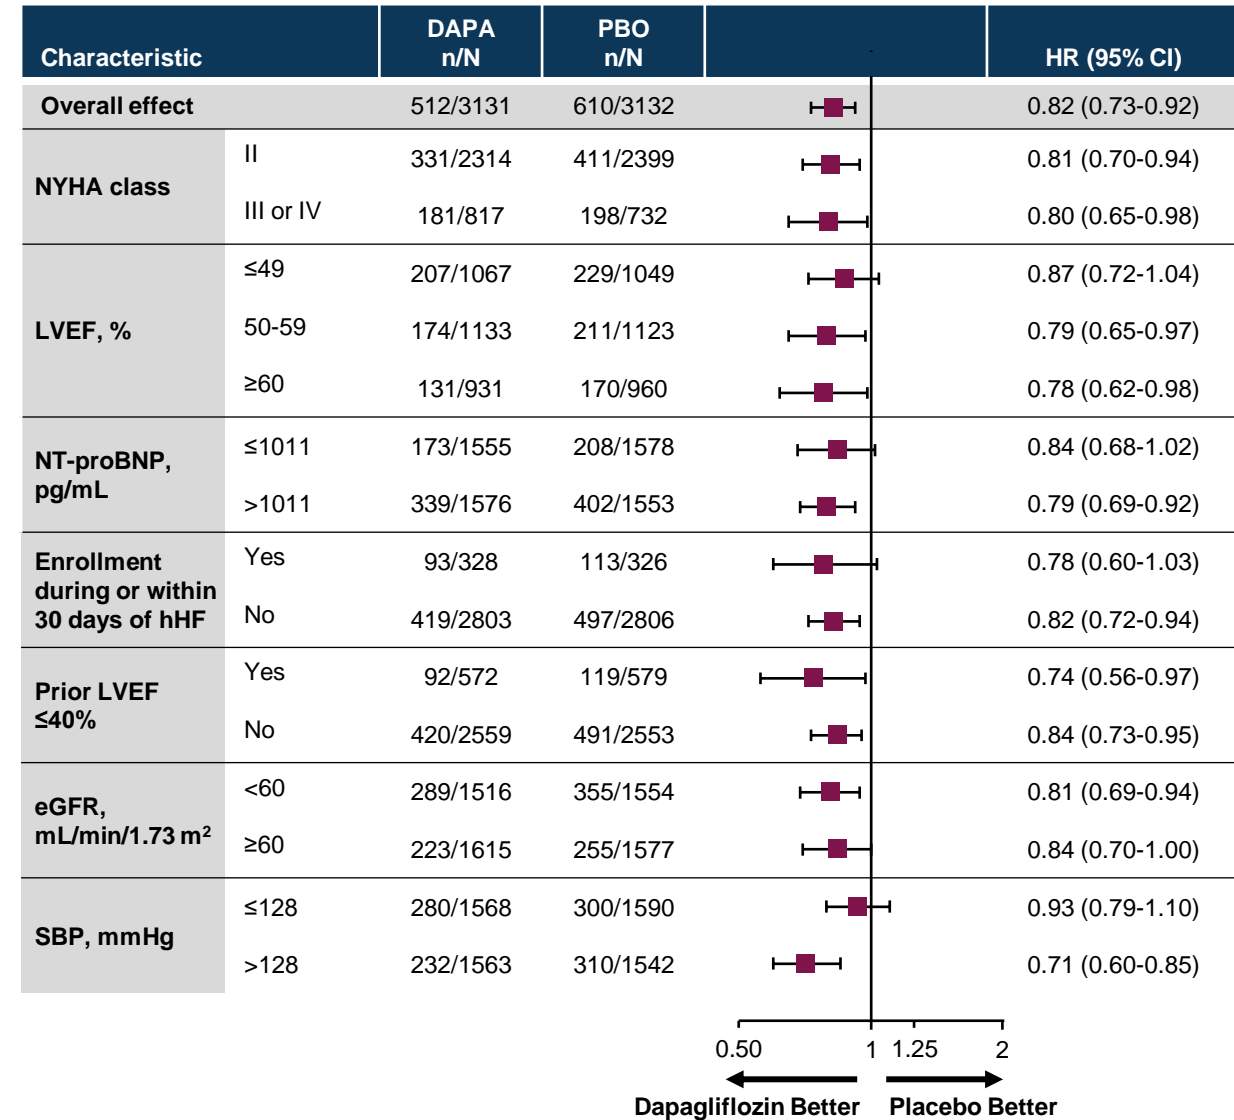 Characteristic DAPA n/N PBO n/N HR (95% CI)
Overall effect 512/3131 610/3132 0.82 (0.73-0.92)
NYHA class
II 331/2314 411/2399 0.81 (0.70-0.94)
III or IV 181/817 198/732 0.80 (0.65-0.98)
LVEF, %
≤49 207/1067 229/1049 0.87 (0.72-1.04)
50-59 174/1133 211/1123 0.79 (0.65-0.97)
≥60 131/931 170/960 0.78 (0.62-0.98)
NT-proBNP,
pg/mL
≤1011 173/1555 208/1578 0.84 (0.68-1.02)
>1011 339/1576 402/1553 0.79 (0.69-0.92)
Enrollment
during or within
30 days of hHF
Yes 93/328 113/326 0.78 (0.60-1.03)
No 419/2803 497/2806 0.82 (0.72-0.94)
Prior LVEF
≤40%
Yes 92/572 119/579 0.74 (0.56-0.97)
No 420/2559 491/2553 0.84 (0.73-0.95)
eGFR,
mL/min/1.73 m²
<60 289/1516 355/1554 0.81 (0.69-0.94)
≥60 223/1615 255/1577 0.84 (0.70-1.00)
SBP, mmHg
≤128 280/1568 300/1590 0.93 (0.79-1.10)
>128 232/1563 310/1542 0.71 (0.60-0.85)
0.50 1 1.25 2
Dapagliflozin Better Placebo Better